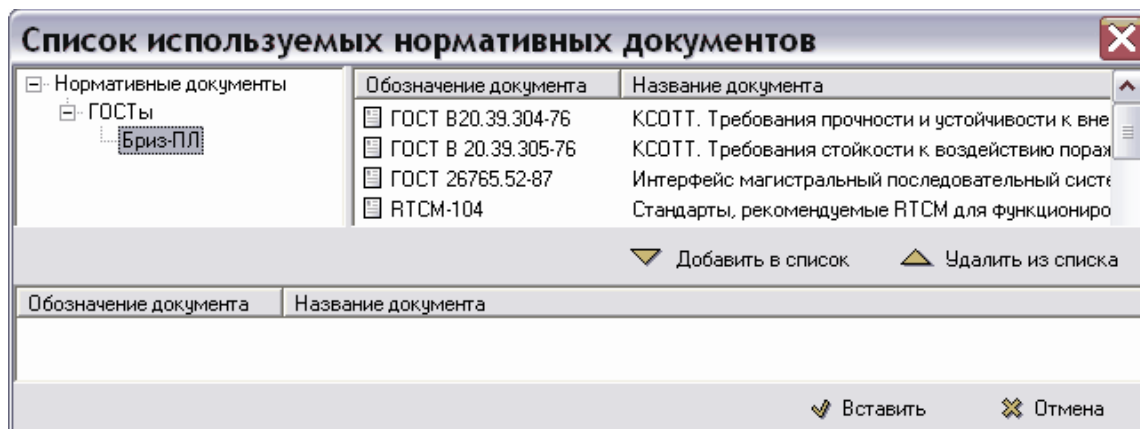 Список используемых нормативных документов
Нормативные документы
ГОСТы
Бриз-ПЛ
Обозначение документа Название документа
ГОСТ В20.39.304-76 КСОТТ. Требования прочности и устойчивости к вне
ГОСТ В 20.39.305-76 КСОТТ. Требования стойкости к воздействию пораж
ГОСТ 26765.52-87 Интерфейс магистральный последовательный систе
RTCM-104 Стандарты, рекомендуемые RTCM для функциониро
Добавить в список Удалить из списка
Обозначение документа Название документа
Вставить Отмена